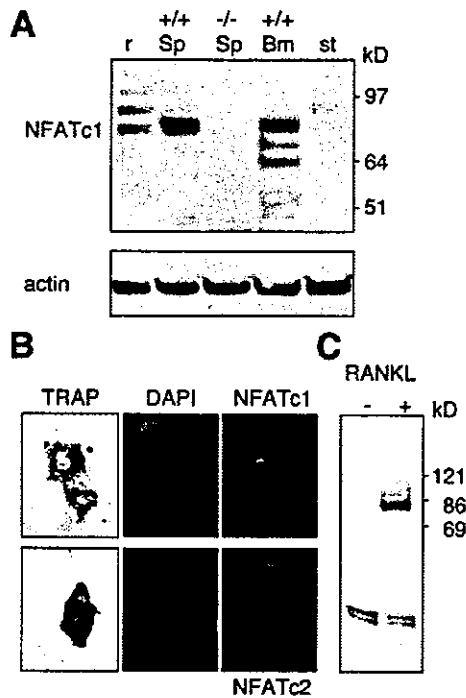 A
+/+ -/- +/+
r Sp Sp Bm st
kD
97
NFATc1
64
51
actin
B
TRAP DAPI NFATc1
NFATc2
C
RANKL
- + kD
121
86
69